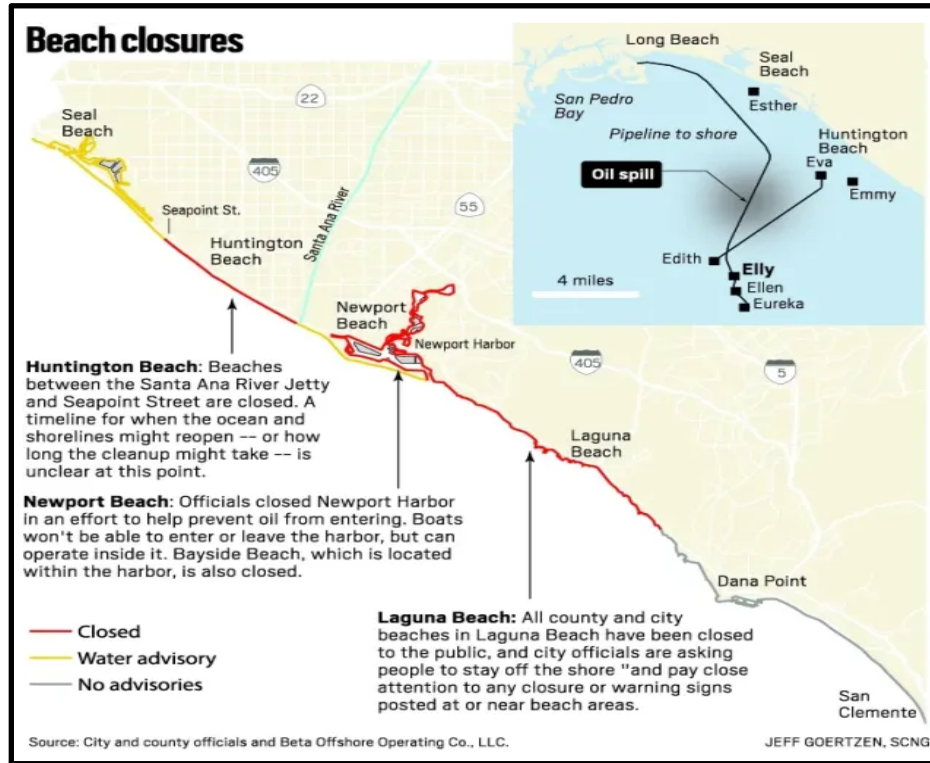 Beach closures
Long Beach
Seal
Beach
Esther
San Pedro
Bay
Pipeline to shore
Huntington
Beach
Eva
Emmy
Oil spill
Edith
Elly
Ellen
Eureka
4 miles
22
Seal
Beach
405
Santa Ana River
55
Seapoint St.
Huntington
Beach
Newport
Beach
Newport Harbor
405
5
Huntington Beach: Beaches
between the Santa Ana River Jetty
and Seapoint Street are closed. A
timeline for when the ocean and
shorelines might reopen -- or how
long the cleanup might take -- is
unclear at this point.
Laguna
Beach
Newport Beach: Officials closed Newport Harbor
in an effort to help prevent oil from entering. Boats
won't be able to enter or leave the harbor, but can
operate inside it. Bayside Beach, which is located
within the harbor, is also closed.
Dana Point
Laguna Beach: All county and city
beaches in Laguna Beach have been closed
to the public, and city officials are asking
people to stay off the shore "and pay close
attention to any closure or warning signs
posted at or near beach areas.
Closed
Water advisory
No advisories
San
Clemente
Source: City and county officials and Beta Offshore Operating Co., LLC.
JEFF GOERTZEN, SCNG